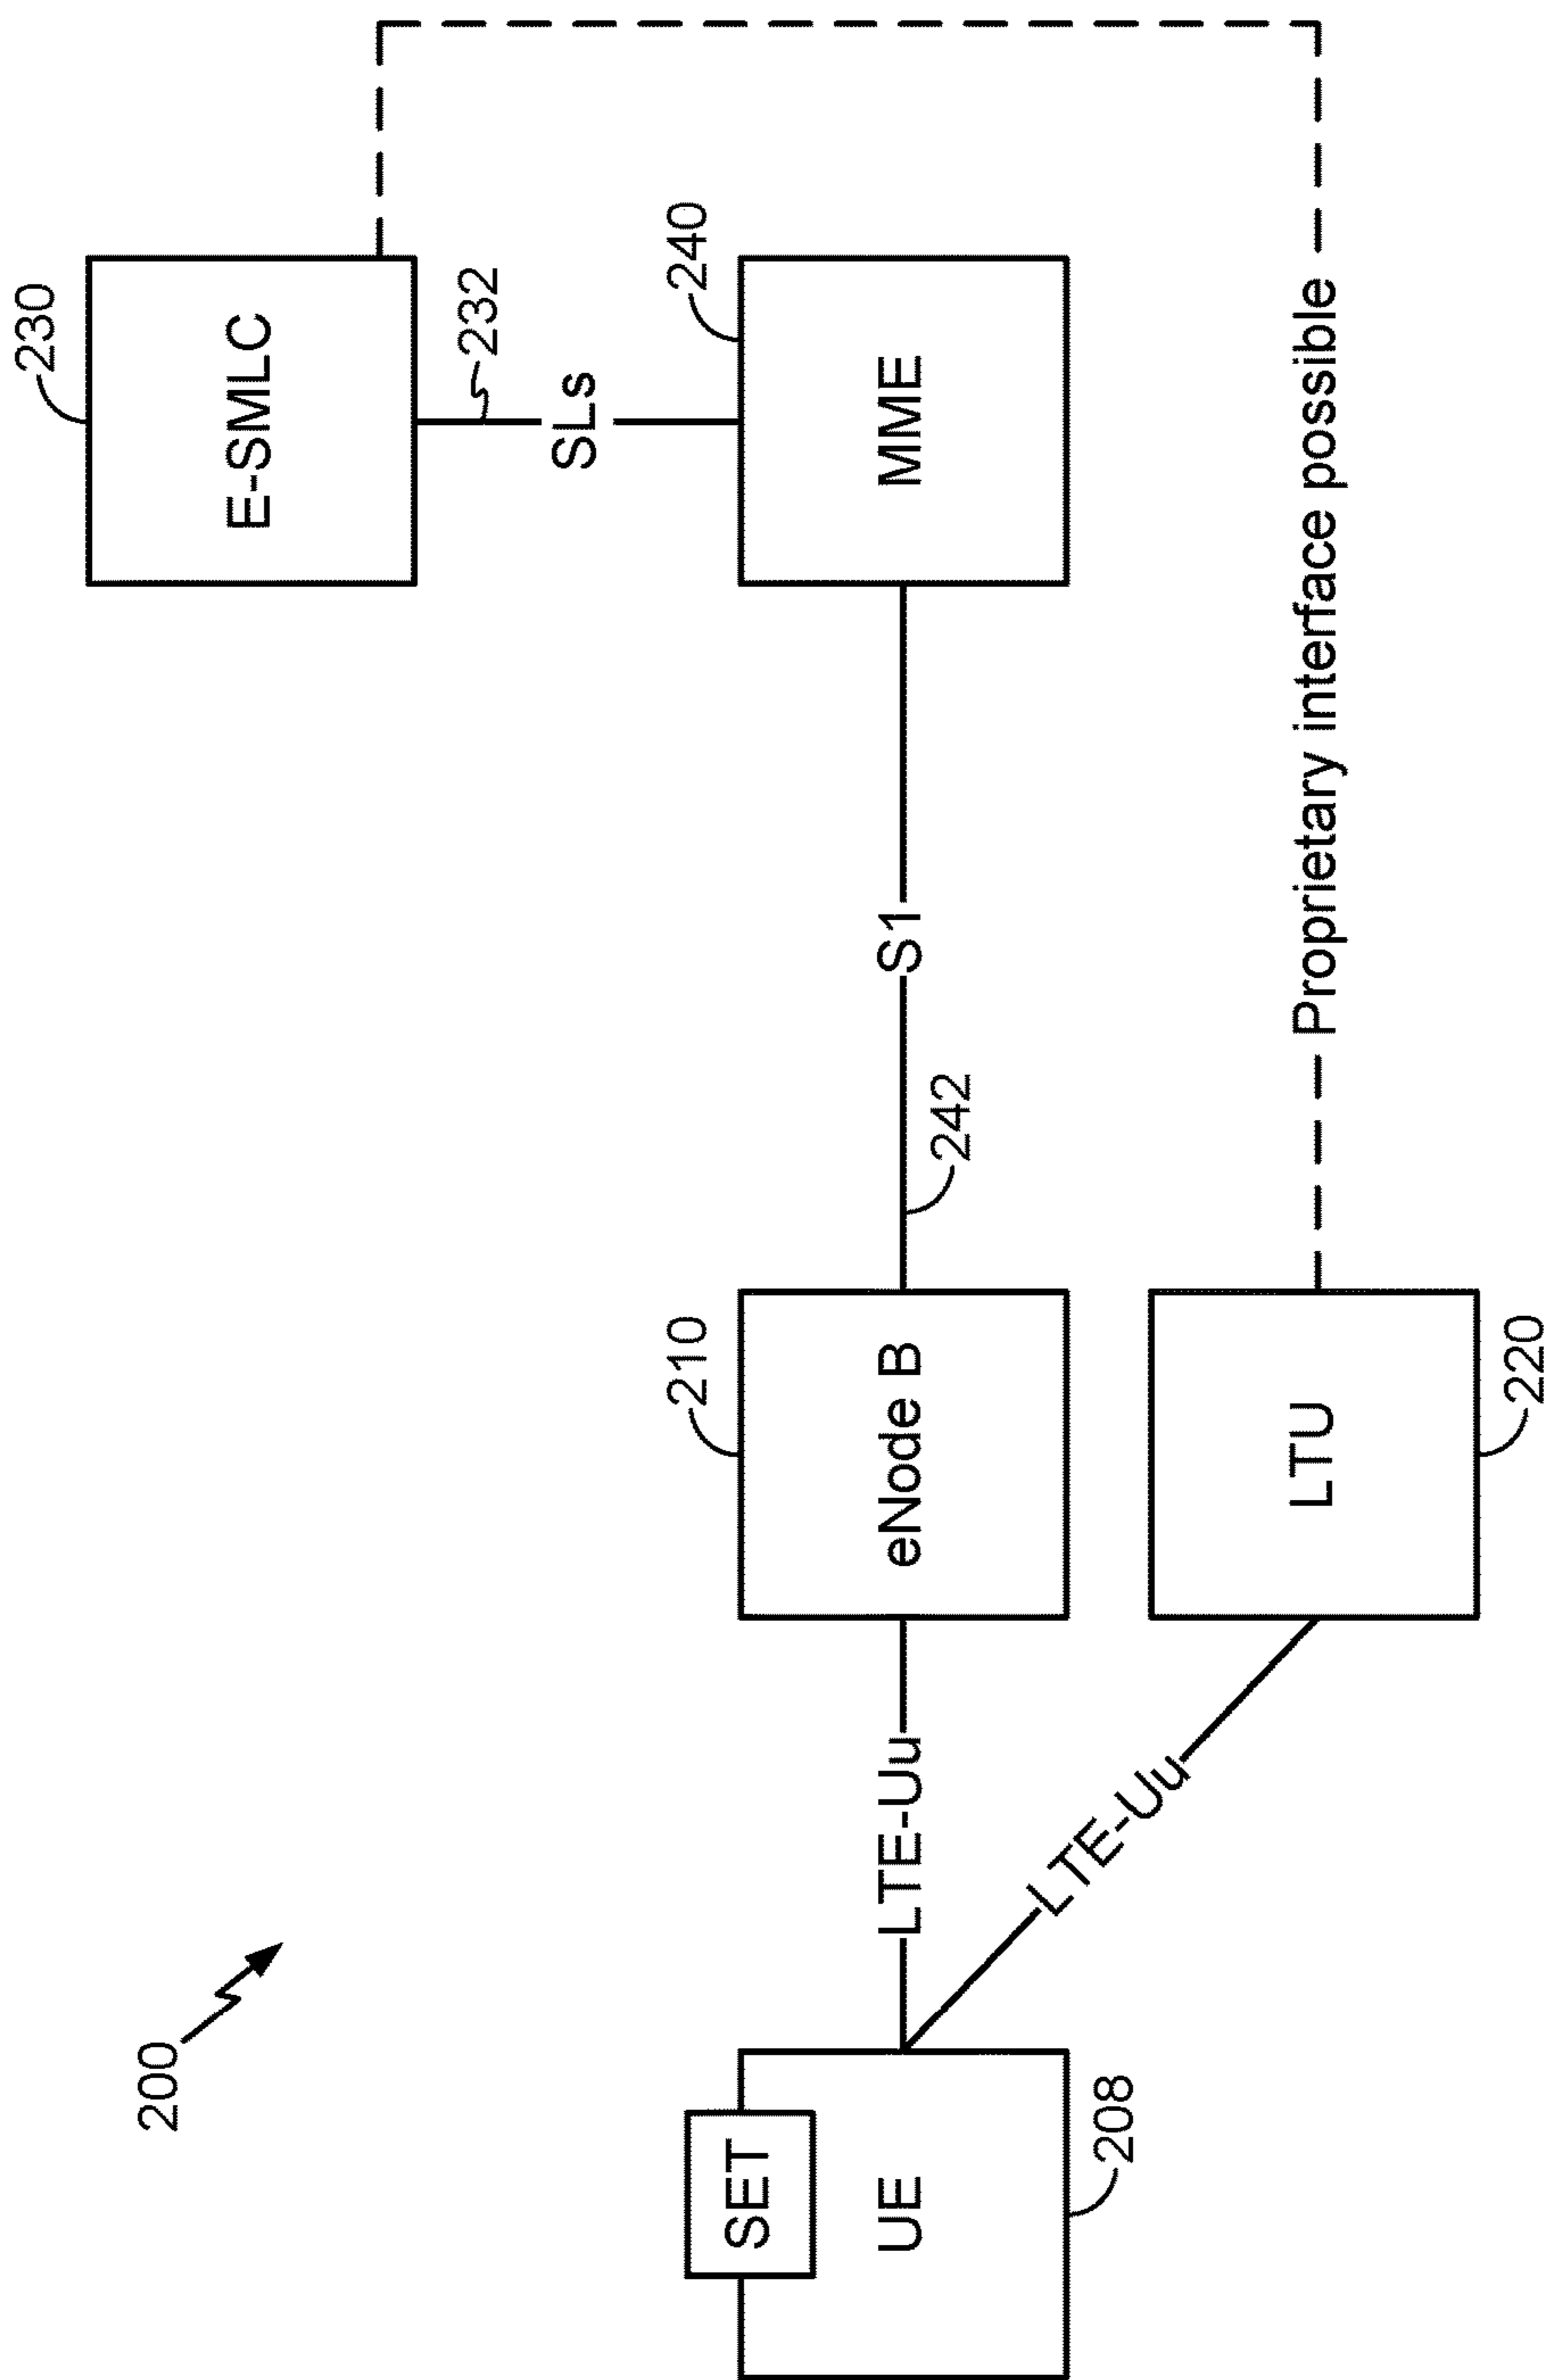 200
230
E-SMLC
232
SLs
240
MME
SET
UE
208
LTE-Uu
210
eNode B
242
S1
LTE-Uu
LTU
220
Proprietary interface possible